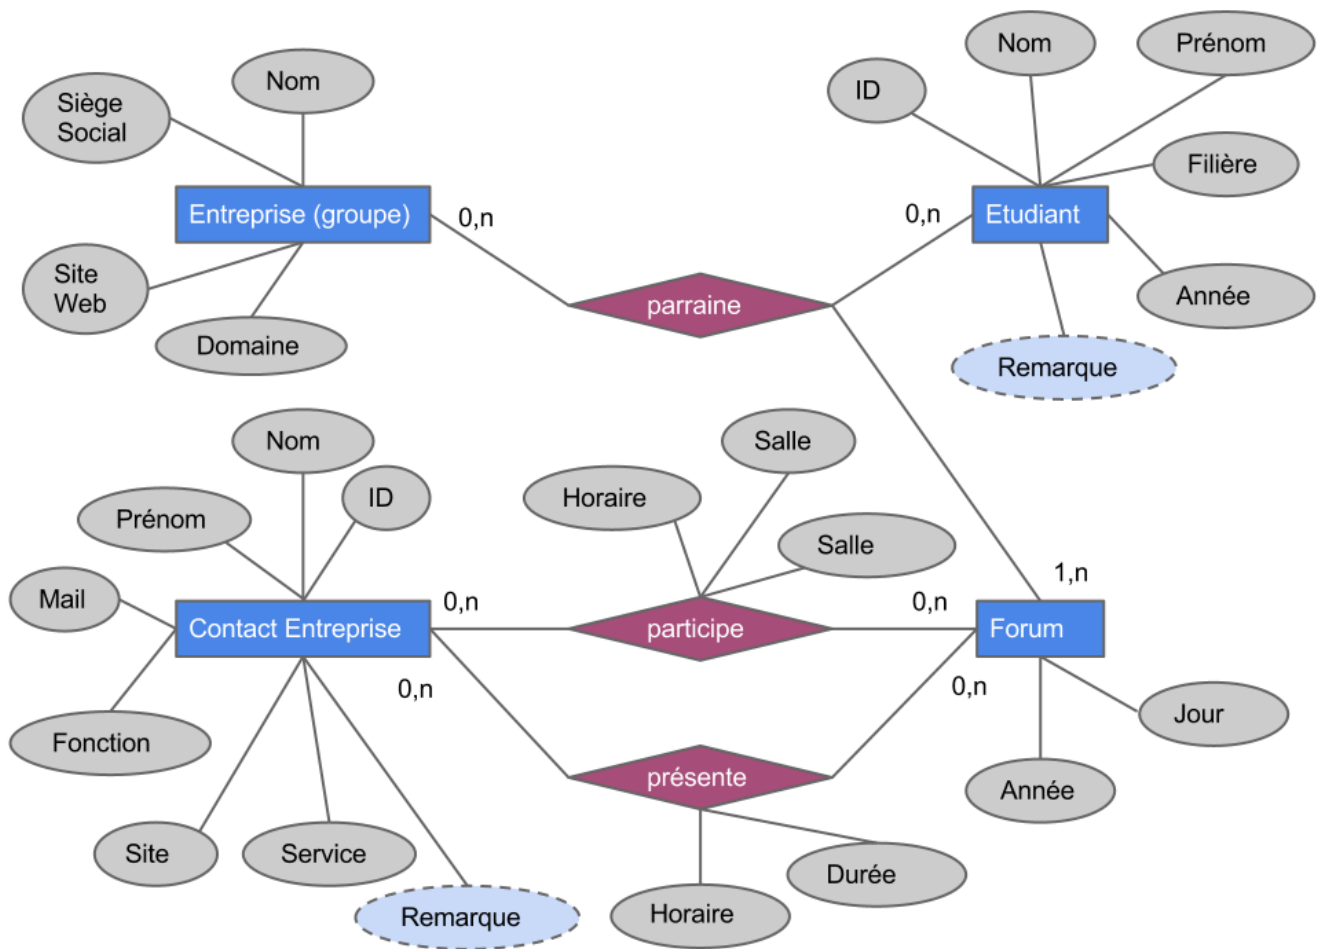 Nom
Prénom
ID
Nom
Siège
Social
Filière
Entreprise (groupe)
0,n
0,n
Etudiant
Site
Web
Année
parraine
Domaine
Remarque
Nom
Salle
ID
Horaire
Prénom
Salle
Mail
0,n
0,n
1,n
Contact Entreprise
participe
Forum
0,n
0,n
Jour
Fonction
présente
Année
Site
Service
Durée
Remarque
Horaire